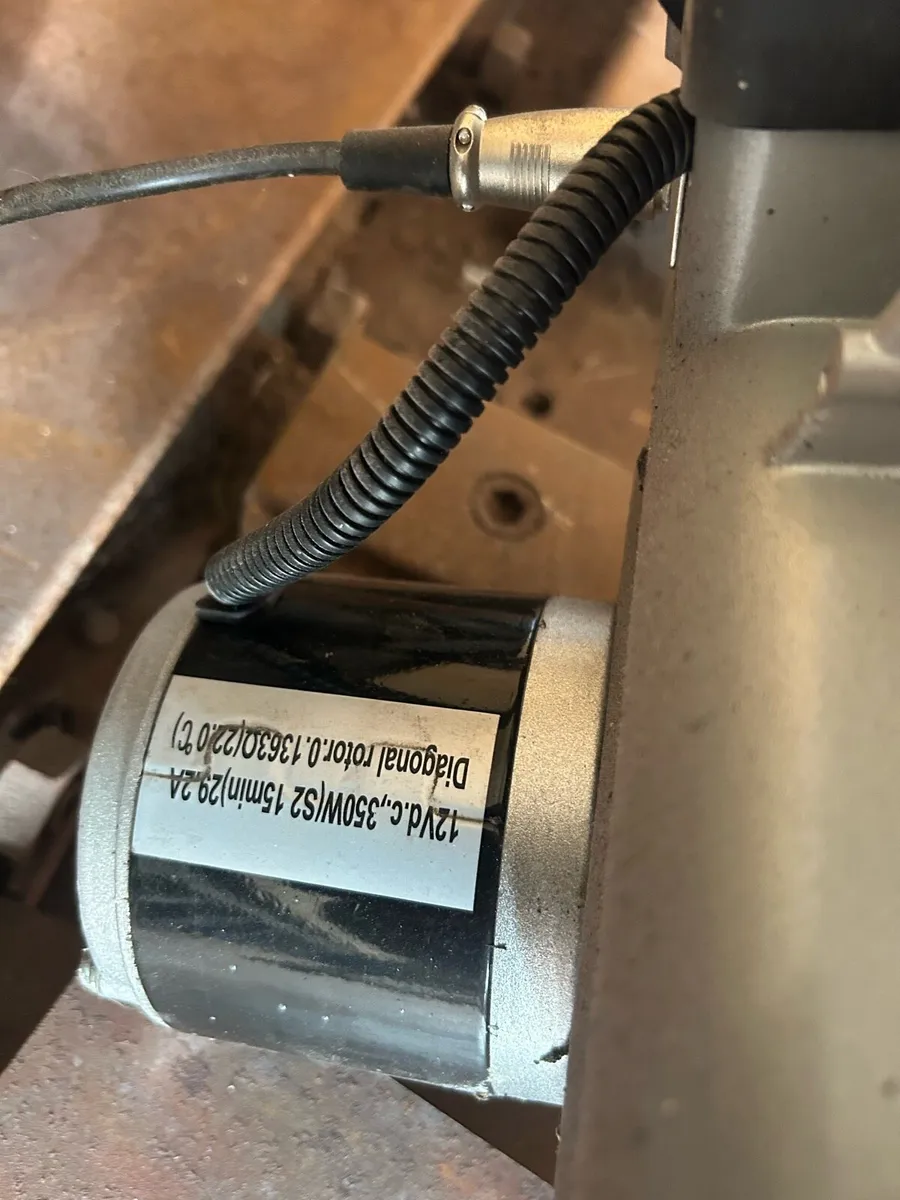 12Vd.c.,350W(S2 15min)29.2A
Diagonal rotor.0.1363Ω(22.0℃)